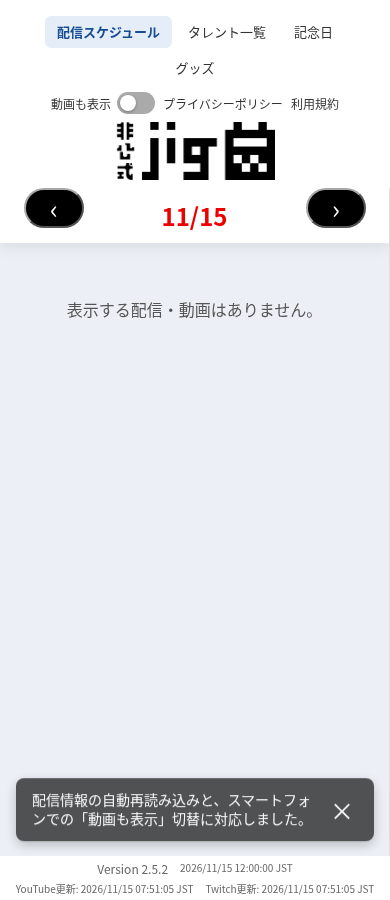 配信スケジュール タレント一覧 記念日
グッズ
動画も表示 プライバシーポリシー 利用規約
非公式 jig
‹ 11/15 ›
表示する配信・動画はありません。
配信情報の自動再読み込みと、スマートフォ
ンでの「動画も表示」切替に対応しました。 ×
Version 2.5.2 2026/11/15 12:00:00 JST
YouTube更新: 2026/11/15 07:51:05 JST Twitch更新: 2026/11/15 07:51:05 JST